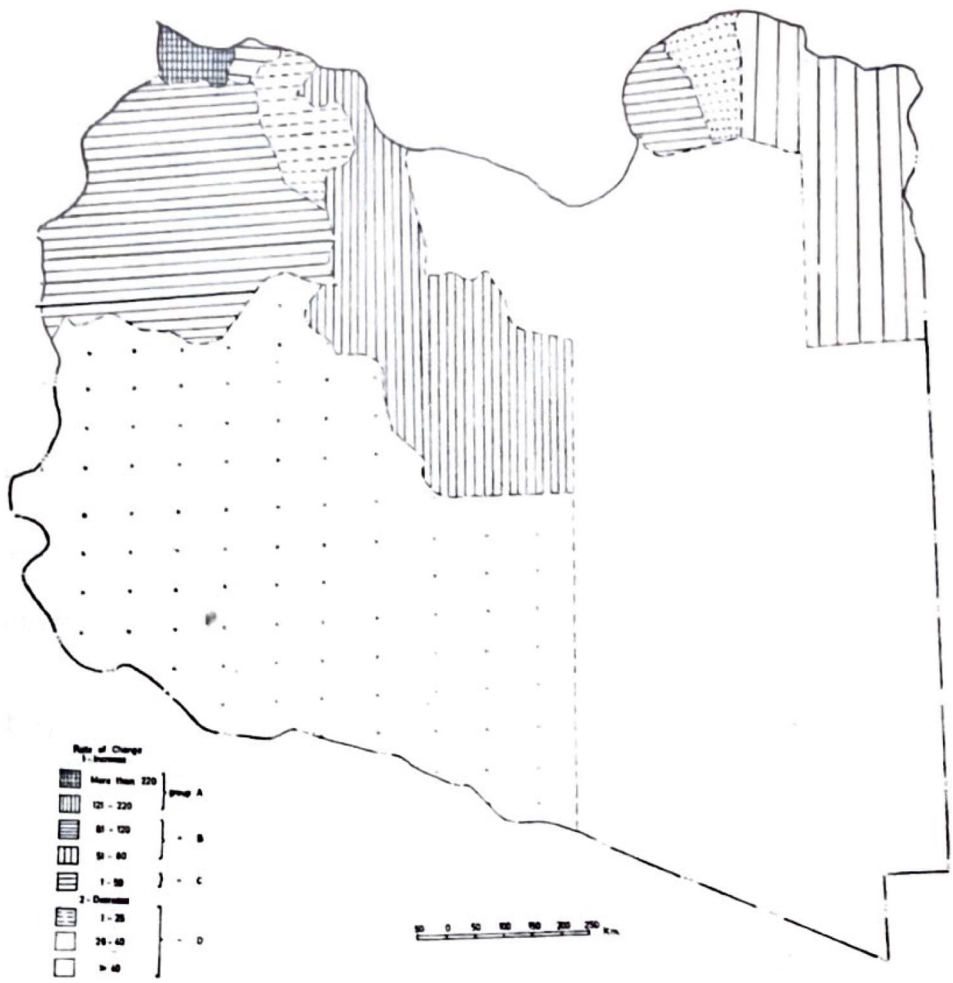 Rate of Change
1 - Increase
More than 220
group A
121 - 220
81 - 120
" B
51 - 80
1 - 50
" C
2 - Decrease
1 - 25
26 - 40
" D
> 40
50 0 50 100 150 200 250 Km.